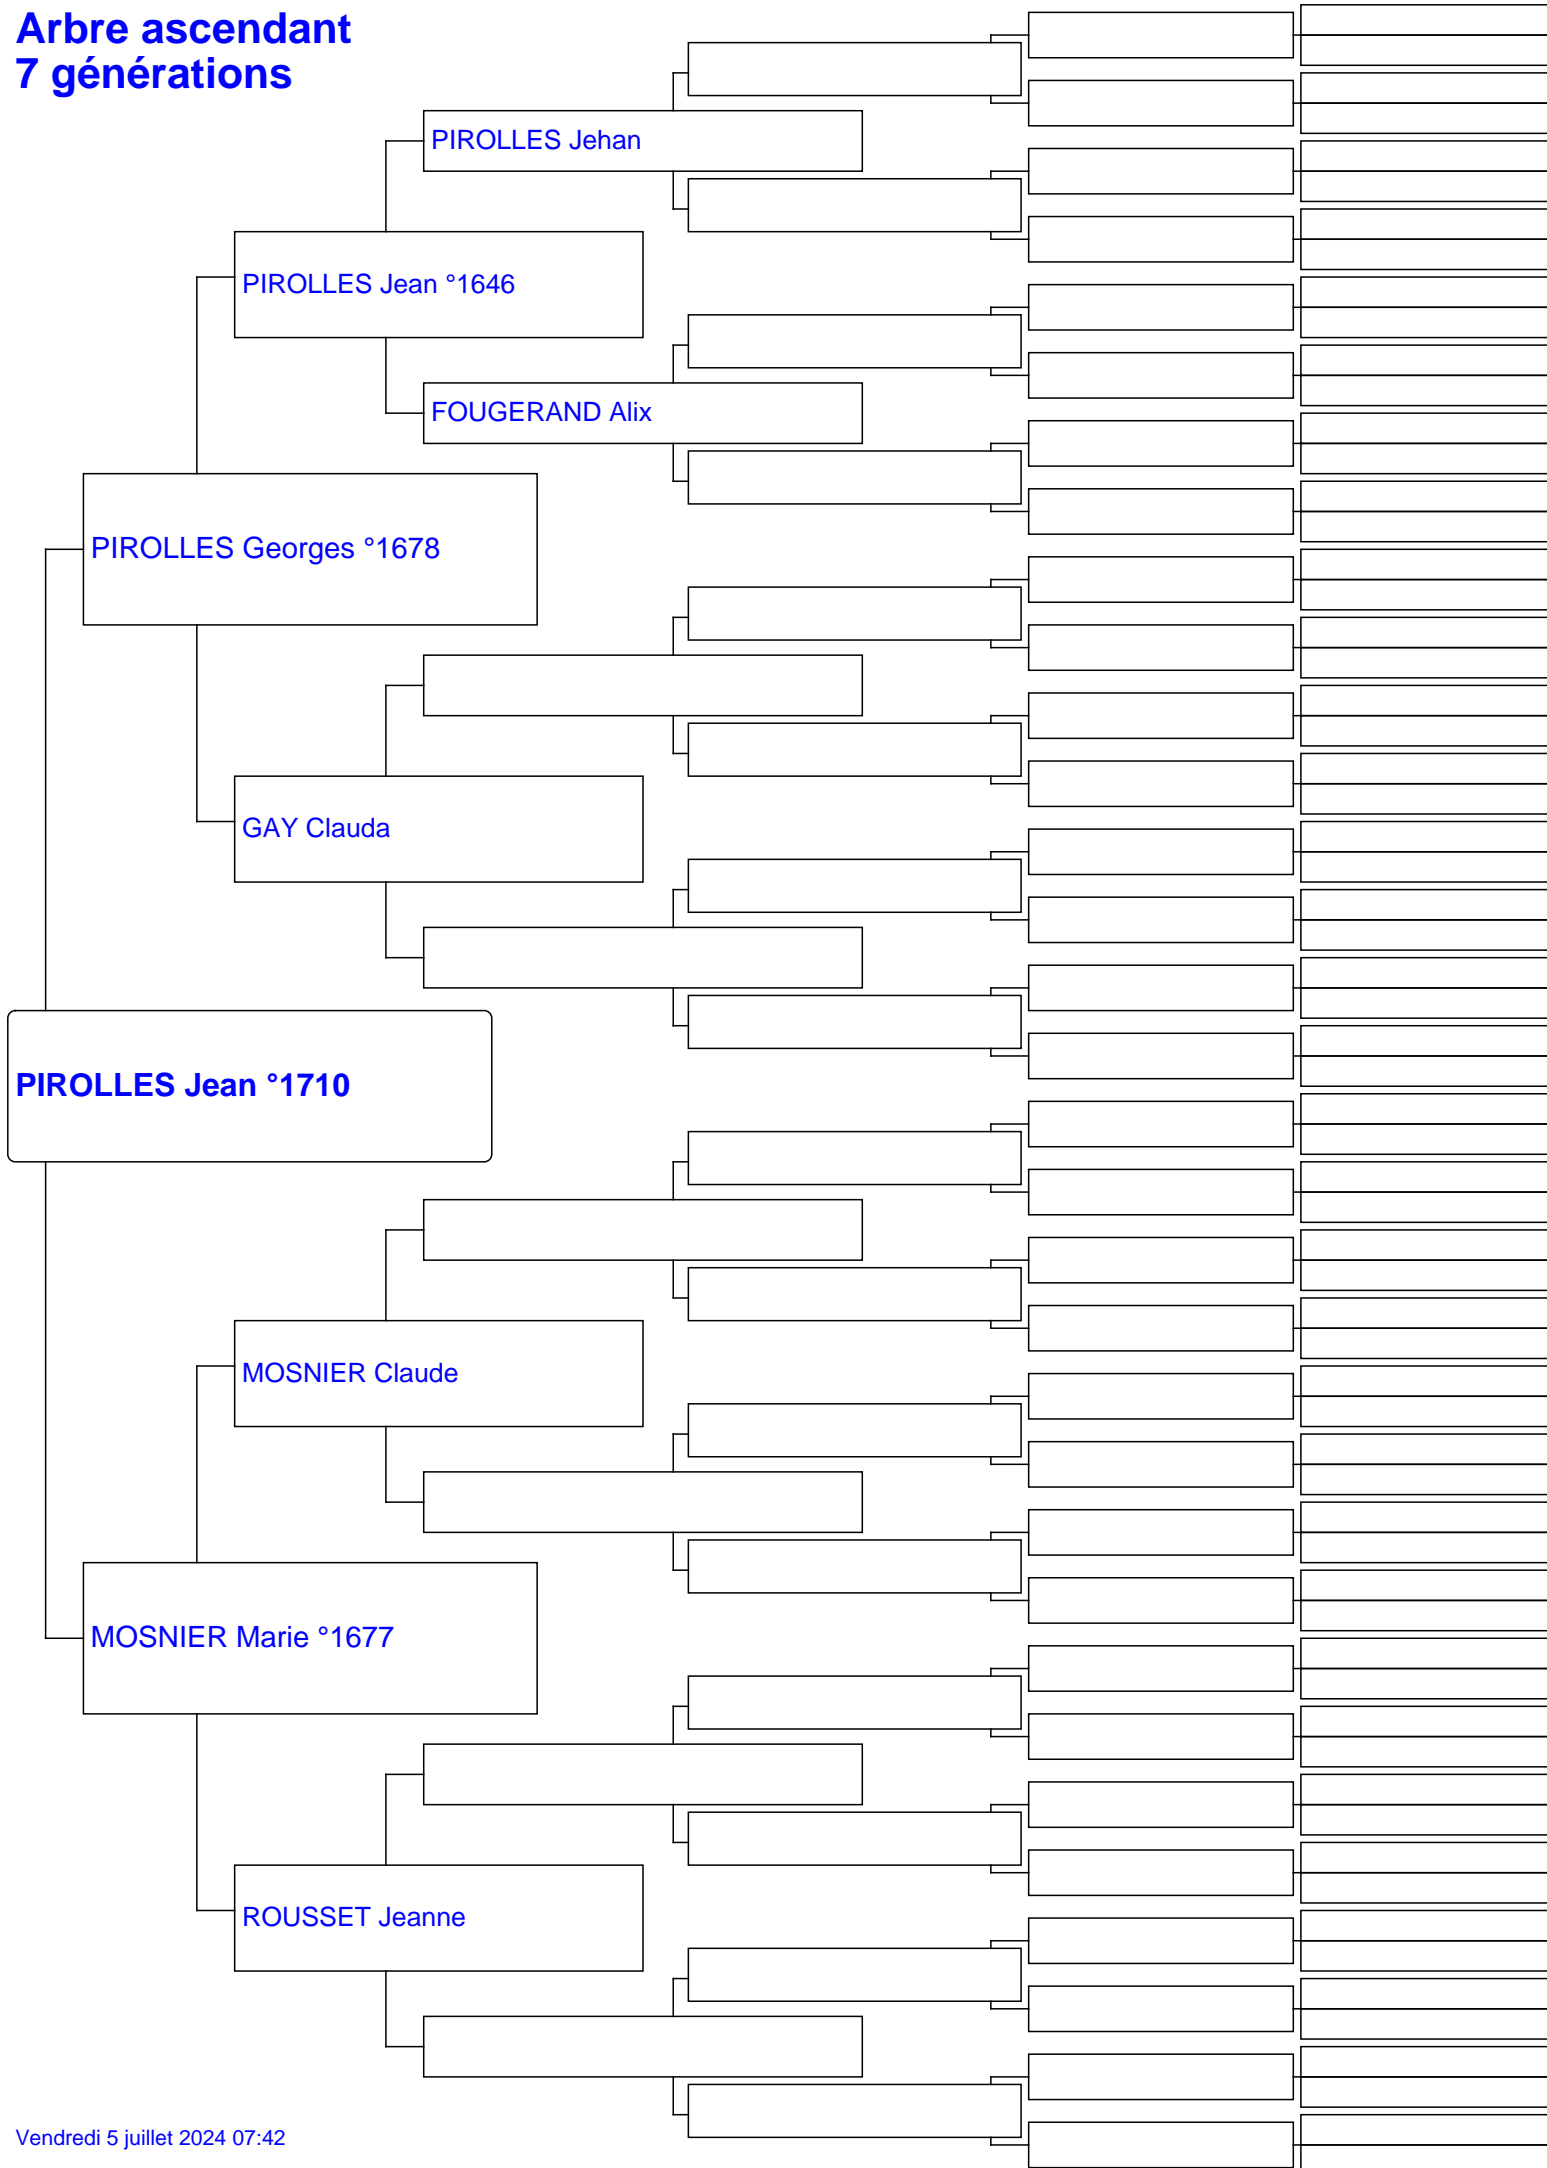 Arbre ascendant
7 générations
PIROLLES Jehan
PIROLLES Jean °1646
FOUGERAND Alix
PIROLLES Georges °1678
GAY Clauda
PIROLLES Jean °1710
MOSNIER Claude
MOSNIER Marie °1677
ROUSSET Jeanne
Vendredi 5 juillet 2024 07:42